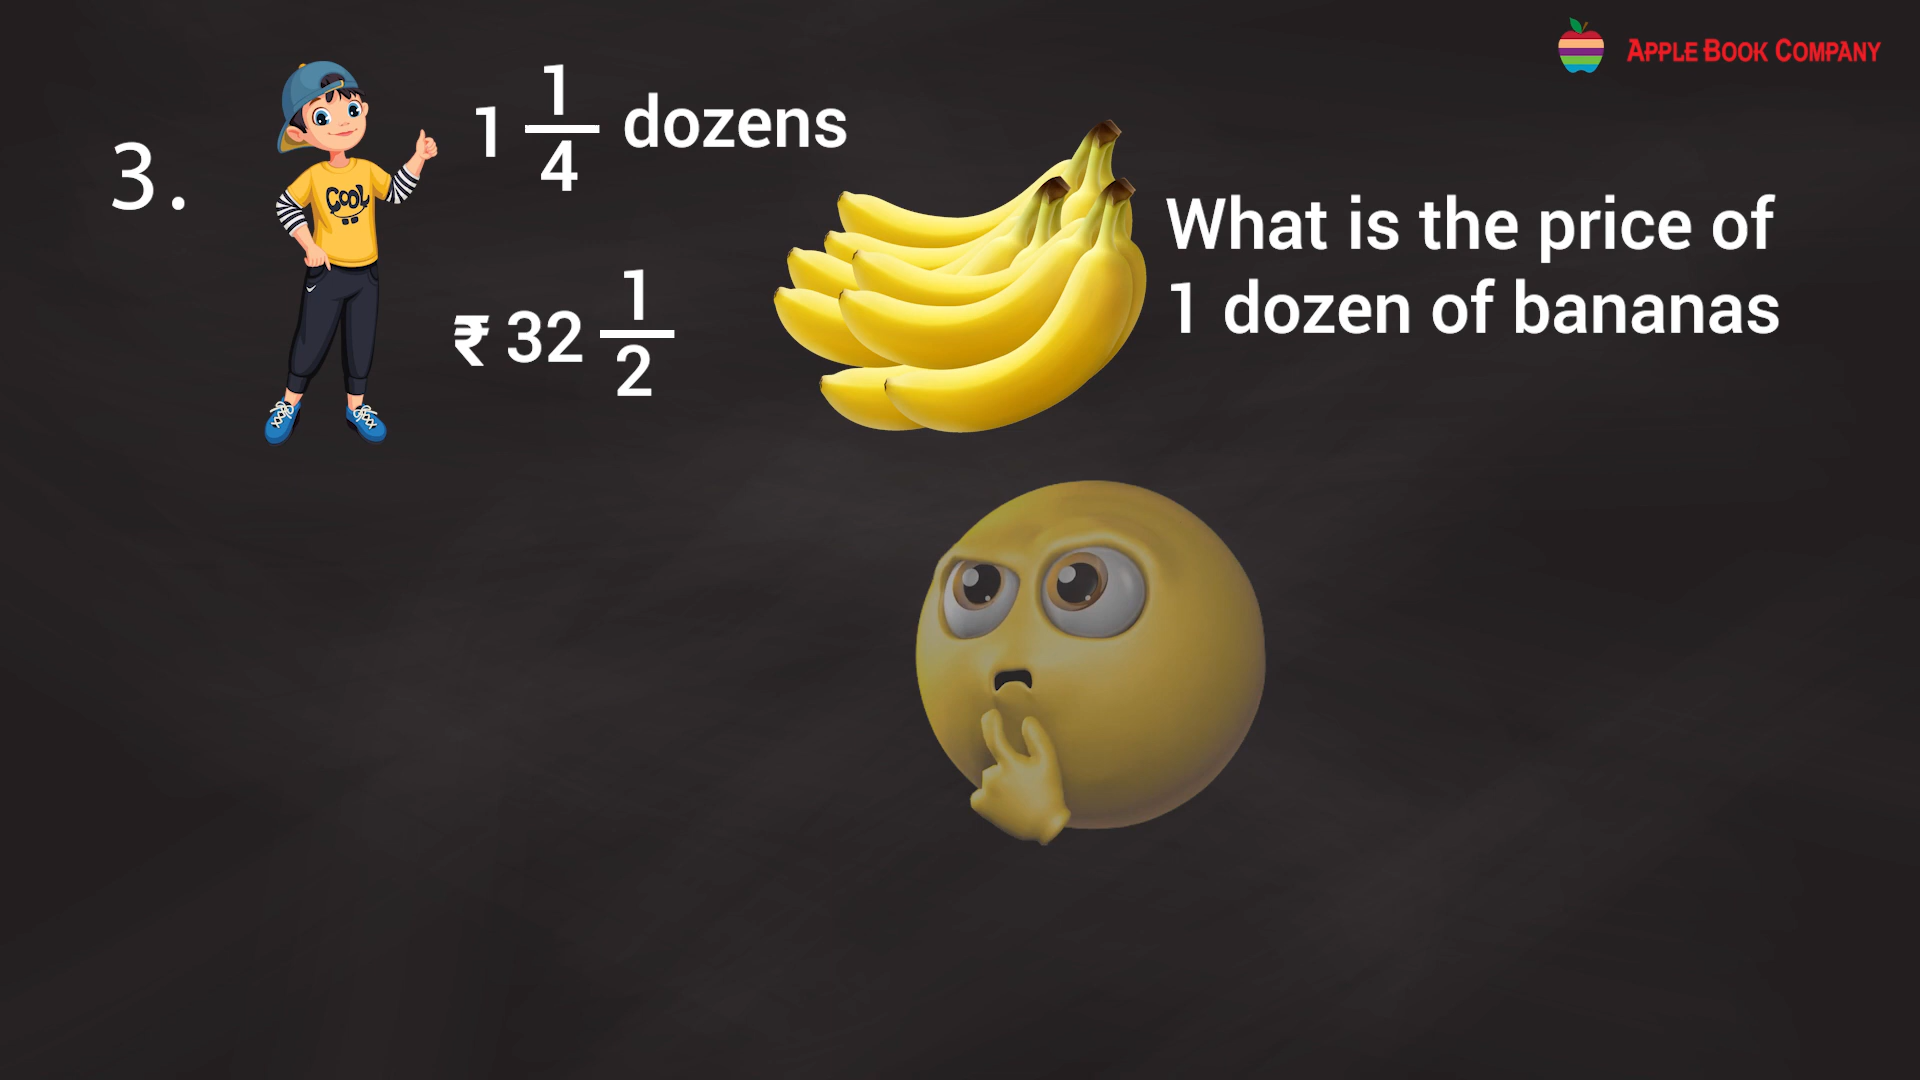 APPLE BOOK COMPANY
3.
1 1/4 dozens
₹ 32 1/2
COOL
What is the price of
1 dozen of bananas